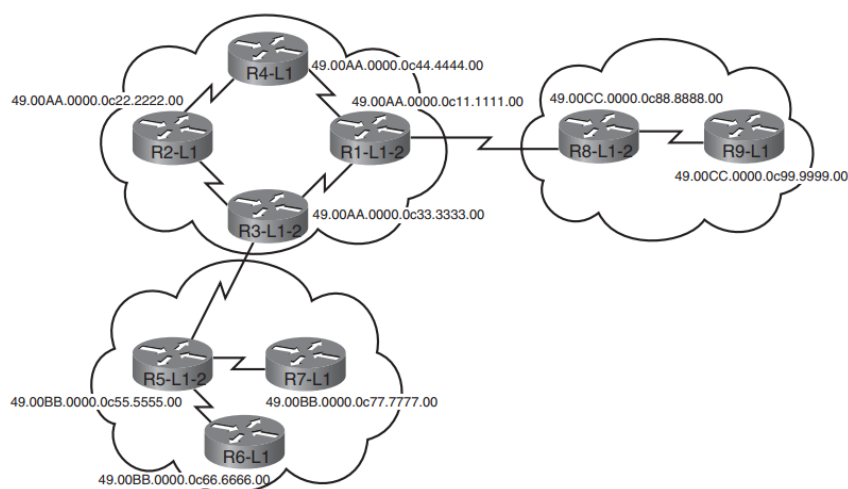 R4-L1
49.00AA.0000.0c44.4444.00
49.00AA.0000.0c22.2222.00
49.00AA.0000.0c11.1111.00
R2-L1
R1-L1-2
49.00AA.0000.0c33.3333.00
R3-L1-2
49.00CC.0000.0c88.8888.00
R8-L1-2
R9-L1
49.00CC.0000.0c99.9999.00
R5-L1-2
R7-L1
49.00BB.0000.0c55.5555.00
49.00BB.0000.0c77.7777.00
R6-L1
49.00BB.0000.0c66.6666.00